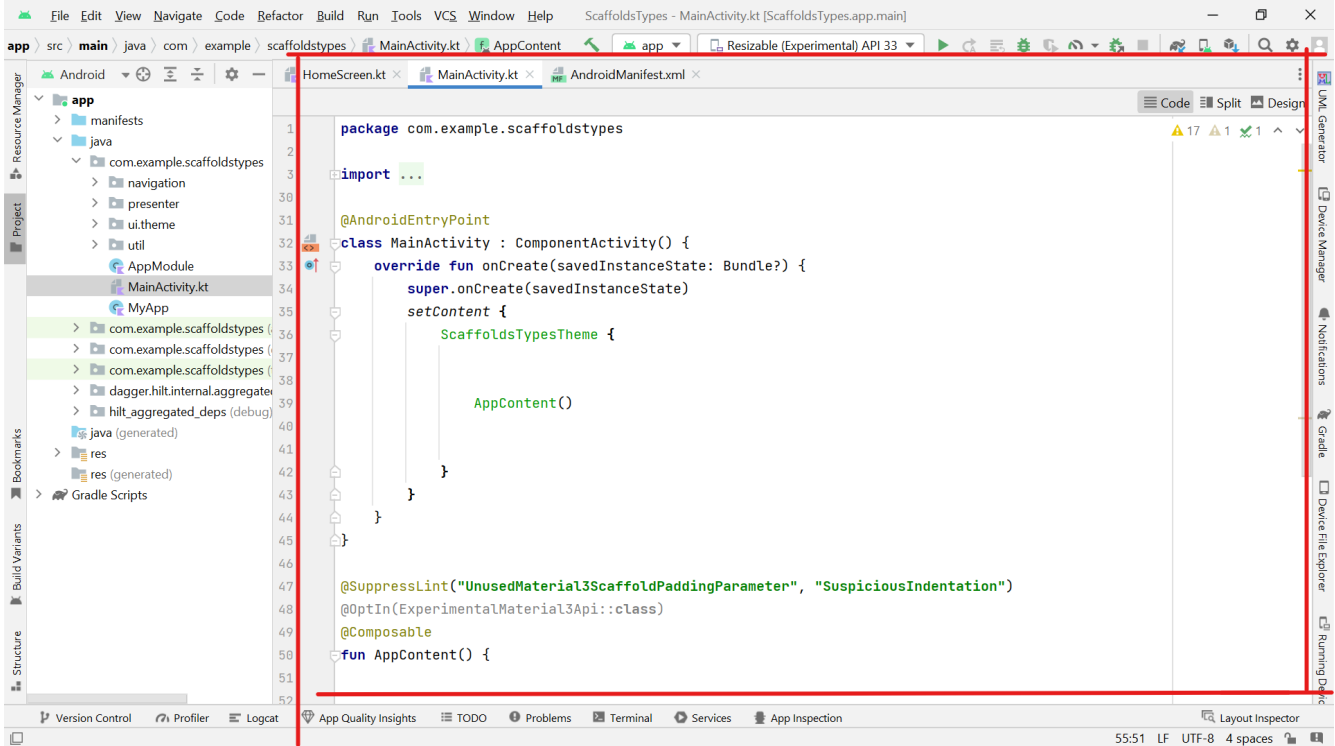 File Edit View Navigate Code Refactor Build Run Tools VCS Window Help ScaffoldsTypes - MainActivity.kt [ScaffoldsTypes.app.main]
app src main java com example scaffoldstypes MainActivity.kt AppContent app Resizable (Experimental) API 33
Android
HomeScreen.kt MainActivity.kt AndroidManifest.xml
Code Split Design
17 1 1
Resource Manager
Project
Bookmarks
Build Variants
Structure
app
manifests
java
com.example.scaffoldstypes
navigation
presenter
ui.theme
util
AppModule
MainActivity.kt
MyApp
com.example.scaffoldstypes
com.example.scaffoldstypes
com.example.scaffoldstypes
dagger.hilt.internal.aggregate
hilt_aggregated_deps (debug)
java (generated)
res
res (generated)
Gradle Scripts
1 package com.example.scaffoldstypes
2
3 import ...
30
31 @AndroidEntryPoint
32 class MainActivity : ComponentActivity() {
33 override fun onCreate(savedInstanceState: Bundle?) {
34 super.onCreate(savedInstanceState)
35 setContent {
36 ScaffoldsTypesTheme {
37
38
39 AppContent()
40
41
42 }
43 }
44 }
45 }
46
47 @SuppressLint("UnusedMaterial3ScaffoldPaddingParameter", "SuspiciousIndentation")
48 @OptIn(ExperimentalMaterial3Api::class)
49 @Composable
50 fun AppContent() {
51
52
UML Generator
Device Manager
Notifications
Gradle
Device File Explorer
Running Devic
Version Control Profiler Logcat App Quality Insights TODO Problems Terminal Services App Inspection Layout Inspector
55:51 LF UTF-8 4 spaces